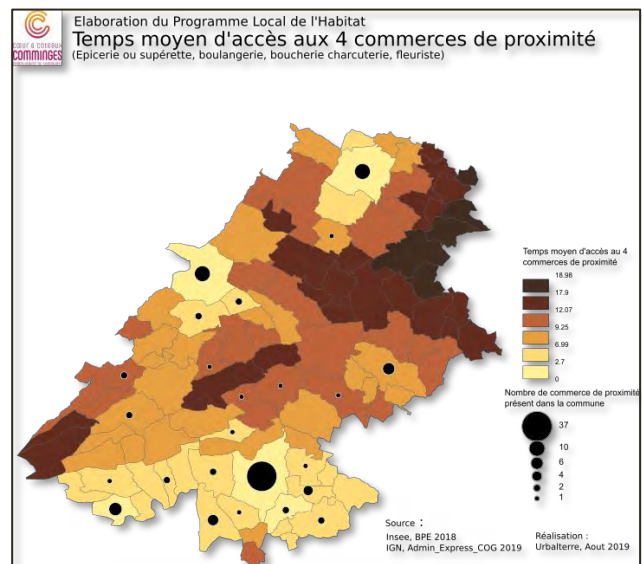 Elaboration du Programme Local de l'Habitat
Temps moyen d'accès aux 4 commerces de proximité
(Epicerie ou supérette, boulangerie, boucherie charcuterie, fleuriste)
cœur & coteaux
COMMINGES
Temps moyen d'accès au 4
commerces de proximité
18.98
17.9
12.07
9.25
6.99
2.7
0
Nombre de commerce de proximité
présent dans la commune
37
10
6
4
2
1
Source :
Insee, BPE 2018
IGN, Admin_Express_COG 2019
Réalisation :
Urbalterre, Aout 2019